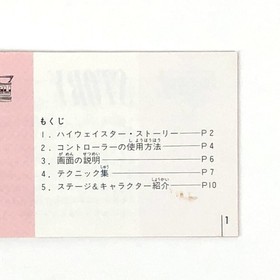 もくじ
1. ハイウェイスター・ストーリー——P2
2. コントローラーの使用方法——P4
3. 画面の説明——P6
4. テクニック集——P7
5. ステージ&キャラクター紹介——P10
1